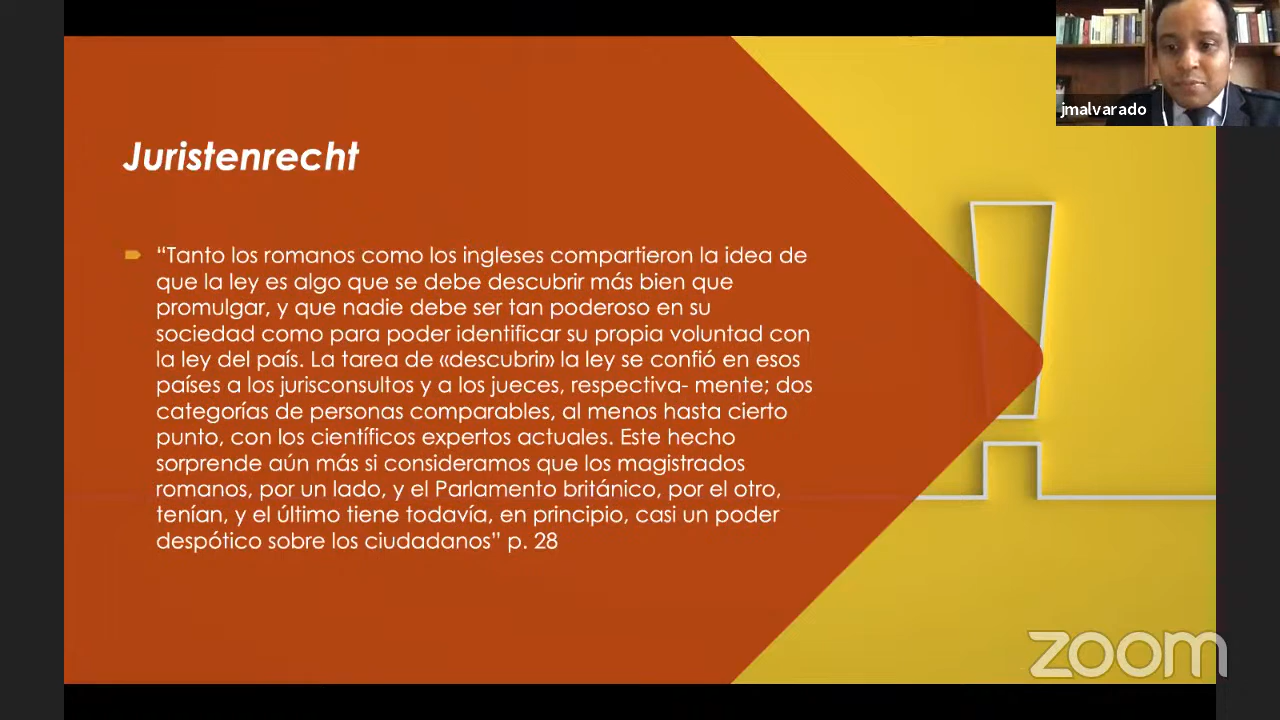 jmalvarado
Juristenrecht
“Tanto los romanos como los ingleses compartieron la idea de
que la ley es algo que se debe descubrir más bien que
promulgar, y que nadie debe ser tan poderoso en su
sociedad como para poder identificar su propia voluntad con
la ley del país. La tarea de «descubrir» la ley se confió en esos
países a los jurisconsultos y a los jueces, respectiva- mente; dos
categorías de personas comparables, al menos hasta cierto
punto, con los científicos expertos actuales. Este hecho
sorprende aún más si consideramos que los magistrados
romanos, por un lado, y el Parlamento británico, por el otro,
tenían, y el último tiene todavía, en principio, casi un poder
despótico sobre los ciudadanos” p. 28
zoom